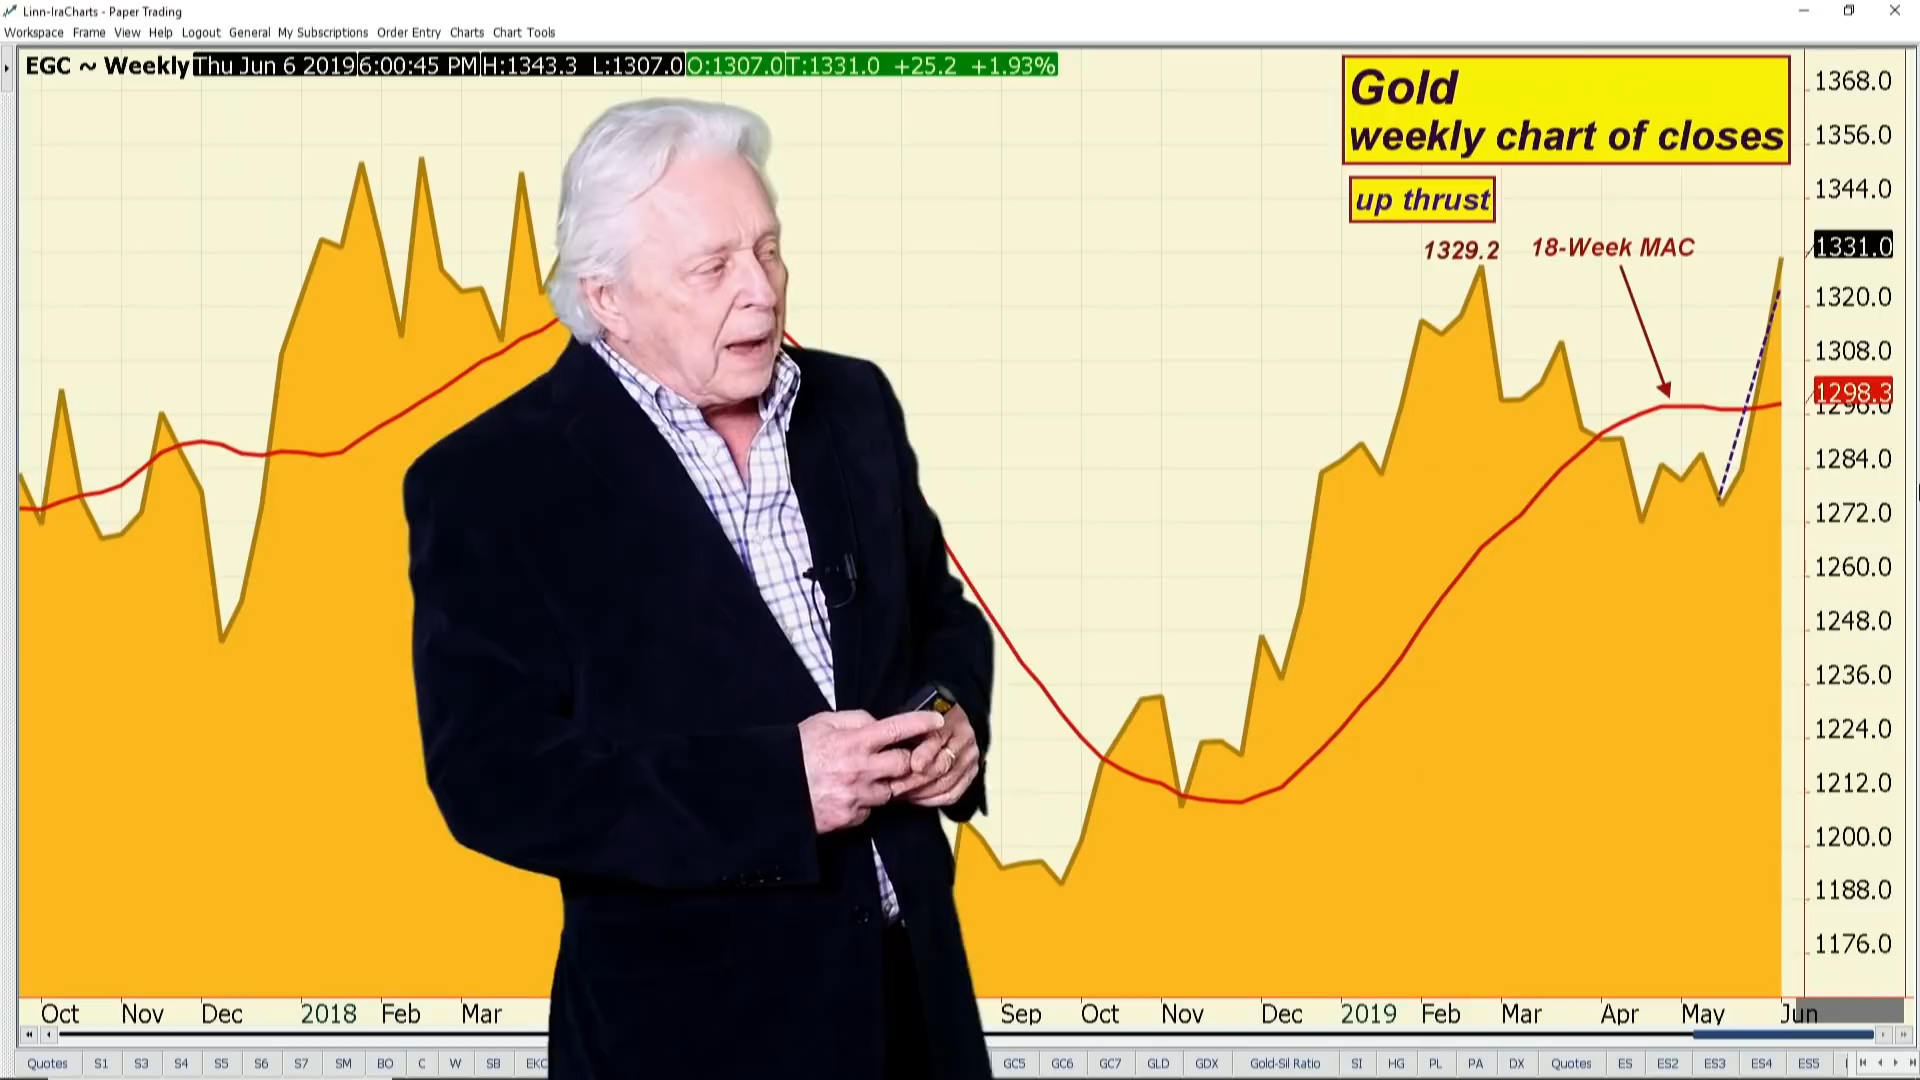 Linn-IraCharts - Paper Trading
Workspace Frame View Help Logout General My Subscriptions Order Entry Charts Chart Tools
EGC ~ Weekly Thu Jun 6 2019 6:00:45 PM H:1343.3 L:1307.0 O:1307.0 T:1331.0 +25.2 +1.93%
Gold
weekly chart of closes
up thrust
1329.2 18-Week MAC
1368.0
1356.0
1344.0
1331.0
1320.0
1308.0
1298.3
1296.0
1284.0
1272.0
1260.0
1248.0
1236.0
1224.0
1212.0
1200.0
1188.0
1176.0
Oct Nov Dec 2018 Feb Mar Sep Oct Nov Dec 2019 Feb Mar Apr May Jun
Quotes S1 S3 S4 S5 S6 S7 SM BO C W SB EKC GC5 GC6 GC7 GLD GDX Gold-Sil Ratio SI HG PL PA DX Quotes ES ES2 ES3 ES4 ES5